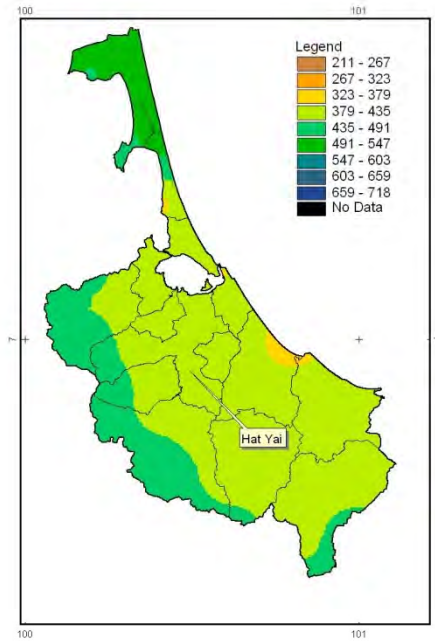 100 101
Legend
211 - 267
267 - 323
323 - 379
379 - 435
435 - 491
491 - 547
547 - 603
603 - 659
659 - 718
No Data
7 7
Hat Yai
100 101